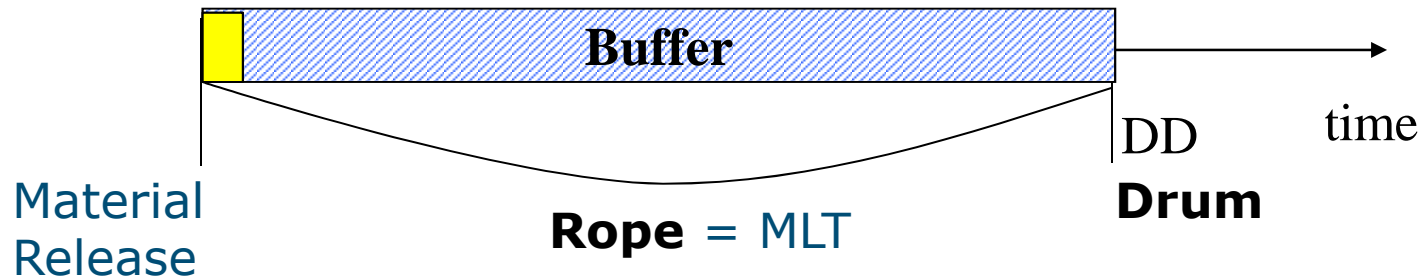 Buffer
time
DD
Drum
Material
Release
Rope = MLT